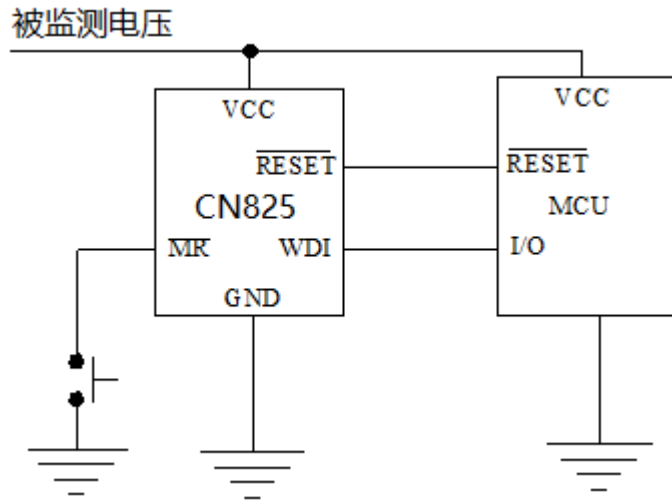 被监测电压
VCC
VCC
RESET
RESET
CN825
MCU
MR
WDI
I/O
GND